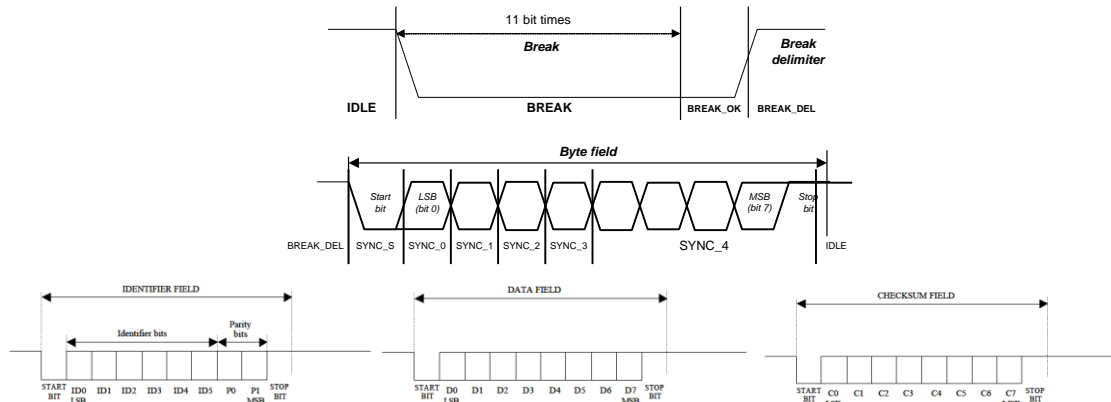 11 bit times
Break
Break
delimiter
IDLE
BREAK
BREAK_OK
BREAK_DEL
Byte field
Start
bit
LSB
(bit 0)
MSB
(bit 7)
Stop
bit
BREAK_DEL
SYNC_S
SYNC_0
SYNC_1
SYNC_2
SYNC_3
SYNC_4
IDLE
IDENTIFIER FIELD
Identifier bits
Parity
bits
START
BIT
ID0
LSB
ID1
ID2
ID3
ID4
ID5
P0
P1
MSB
STOP
BIT
DATA FIELD
START
BIT
D0
LSB
D1
D2
D3
D4
D5
D6
D7
MSB
STOP
BIT
CHECKSUM FIELD
START
BIT
C0
C1
C2
C3
C4
C5
C6
C7
STOP
BIT